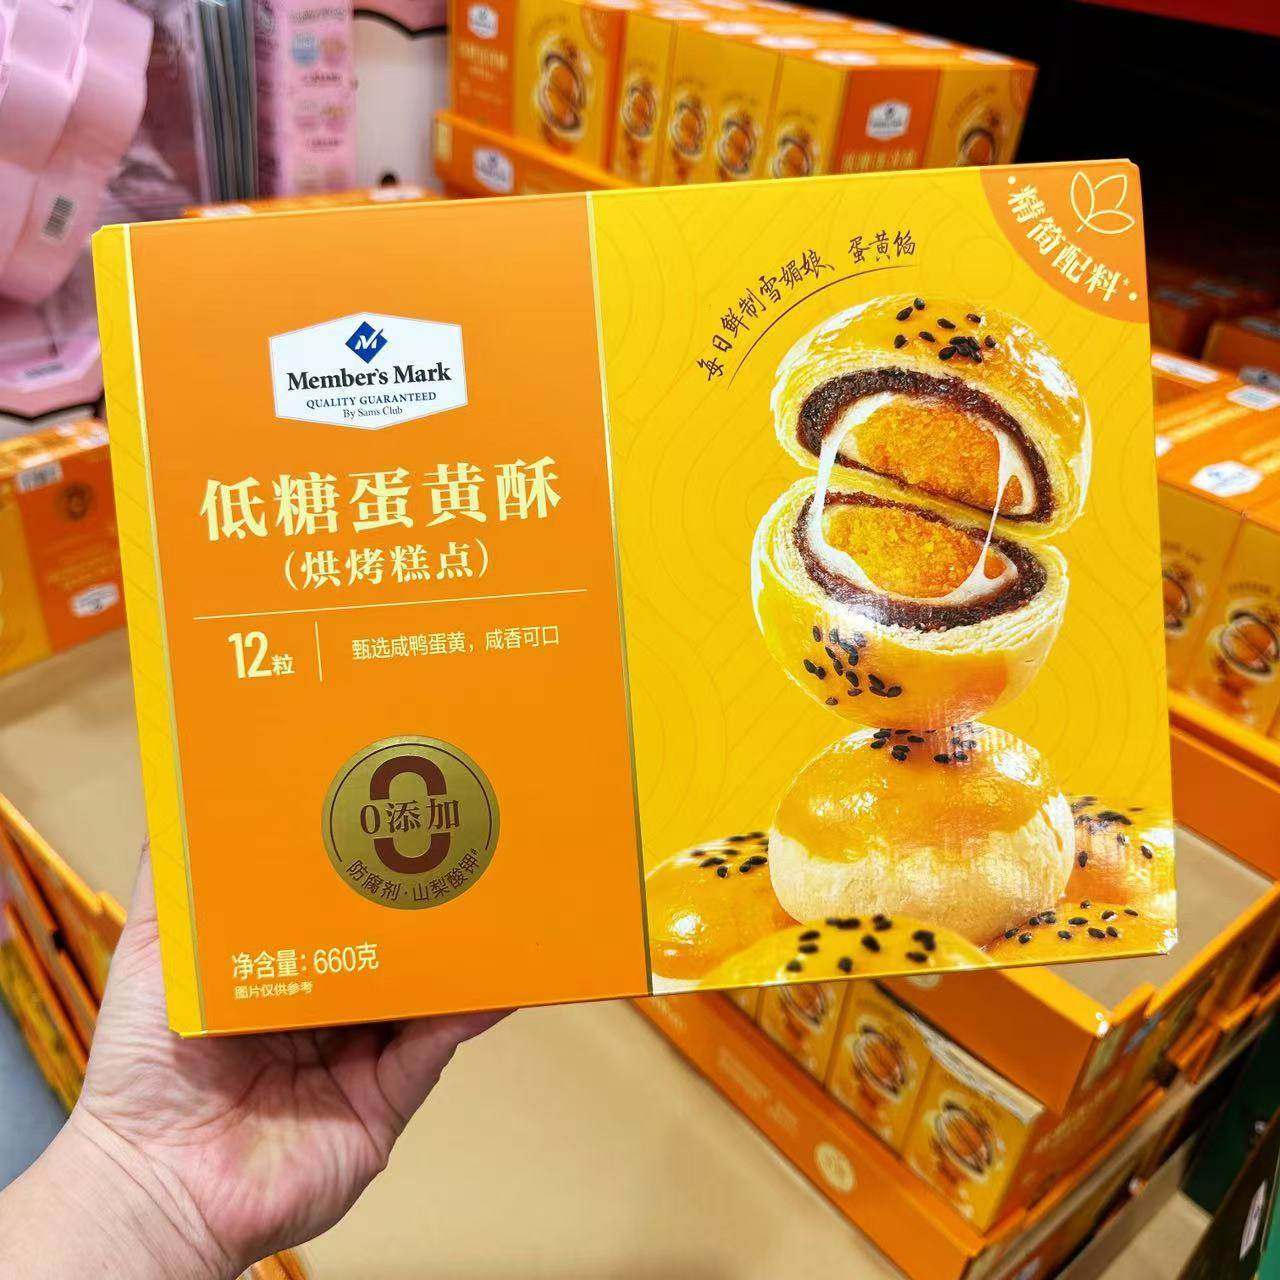 Member's Mark
QUALITY GUARANTEED
By Sam's Club
低糖蛋黄酥
(烘烤糕点)
12粒
甄选咸鸭蛋黄，咸香可口
0添加
防腐剂·山梨酸钾#
净含量：660克
图片仅供参考
每日鲜制雪媚娘、蛋黄馅
·精简配料*·